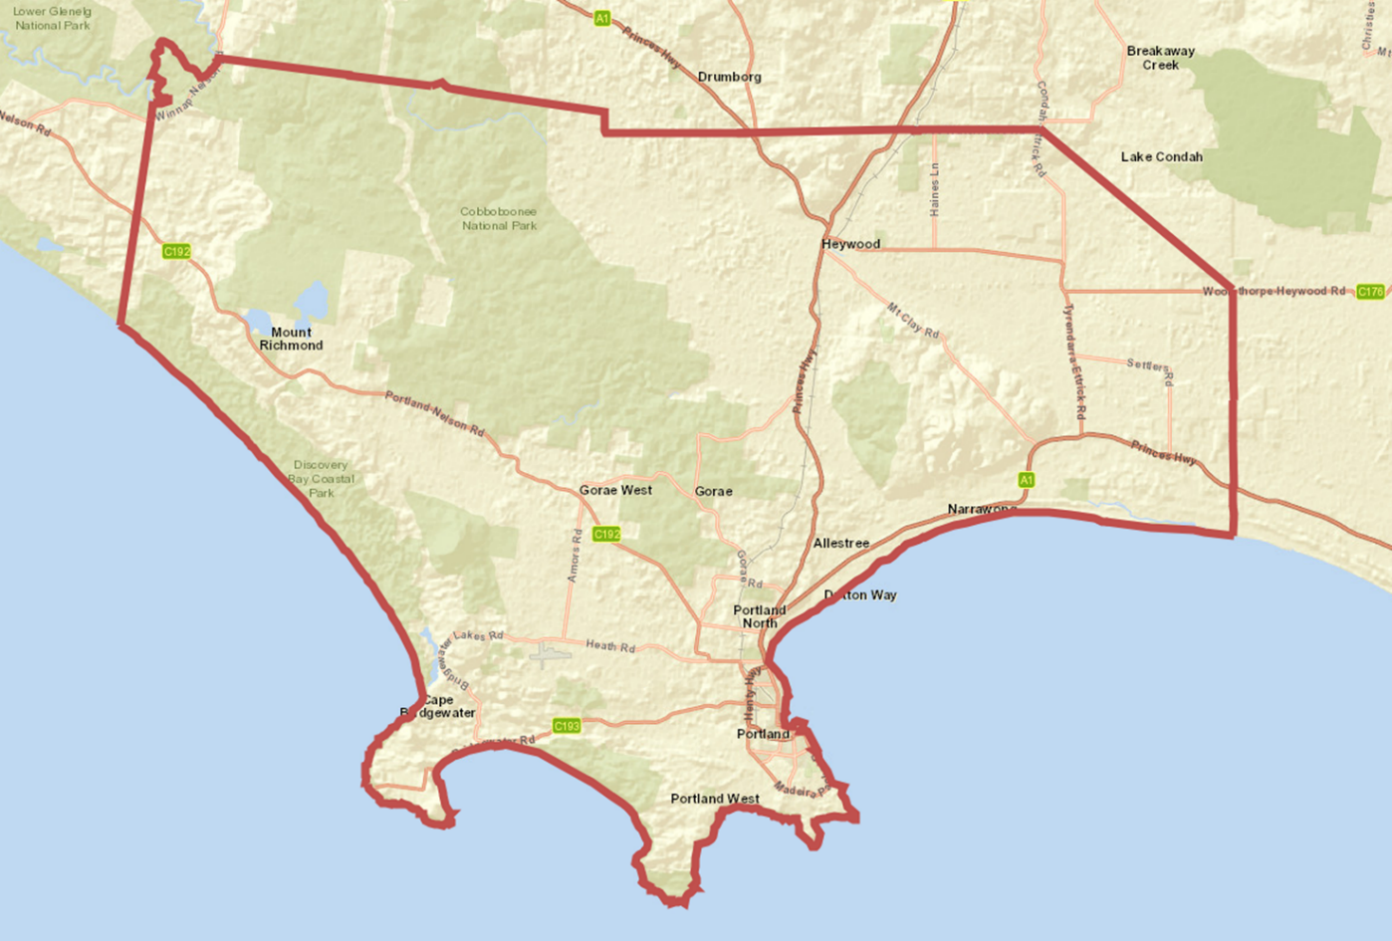 Lower Glenelg
National Park
A1
Princes Hwy
Drumborg
Breakaway
Creek
Christies
Mt
Nelson Rd
Winnap-Nelson
Lake Condah
Haines Ln
Cobboboonee
National Park
C192
Heywood
Woolsthorpe Heywood Rd
C176
Mount
Richmond
Mt Clay Rd
Tyrendarra-Ettrick Rd
Settlers Rd
Princes Hwy
Portland Nelson Rd
Princes Hwy
Discovery
Bay Coastal
Park
Gorae West
Gorae
A1
Narrawong
C192
Amors Rd
Allestree
Gorae Rd
Dutton Way
Portland
North
Bridgewater Lakes Rd
Heath Rd
Henty Hwy
Cape
Bridgewater
C193
Bridgewater Rd
Portland
Madeira
Portland West